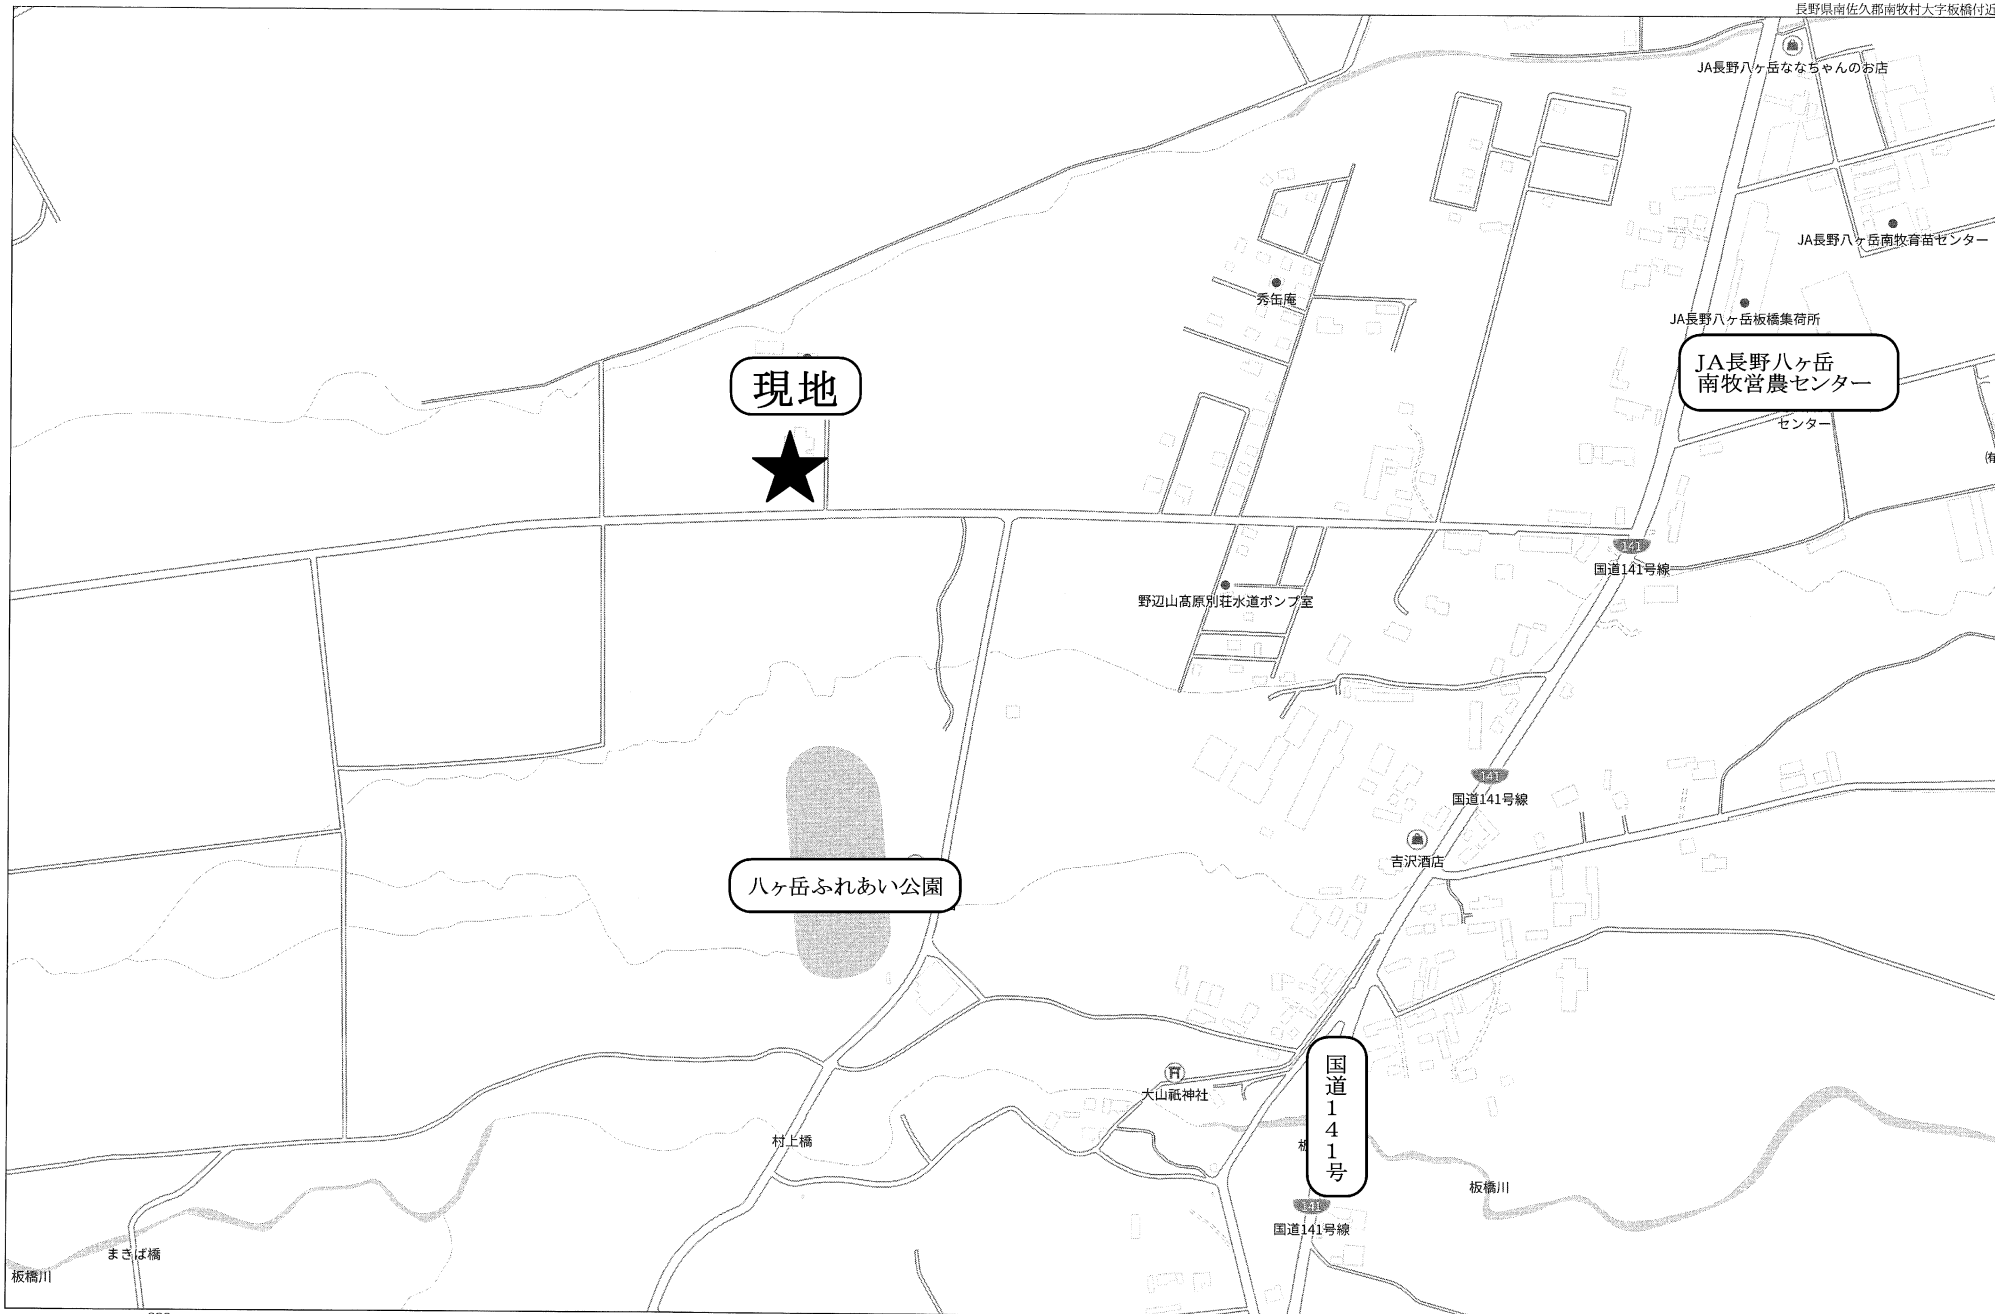 長野県南佐久郡南牧村大字板橋付近
JA長野八ヶ岳ななちゃんのお店
JA長野八ヶ岳南牧育苗センター
秀缶庵
JA長野八ヶ岳板橋集荷所
現地
JA長野八ヶ岳
南牧営農センター
センター
(有
141
国道141号線
野辺山髙原別荘水道ポンプ室
141
国道141号線
吉沢酒店
八ヶ岳ふれあい公園
国道141号
大山祇神社
村上橋
板橋川
141
国道141号線
まきば橋
板橋川